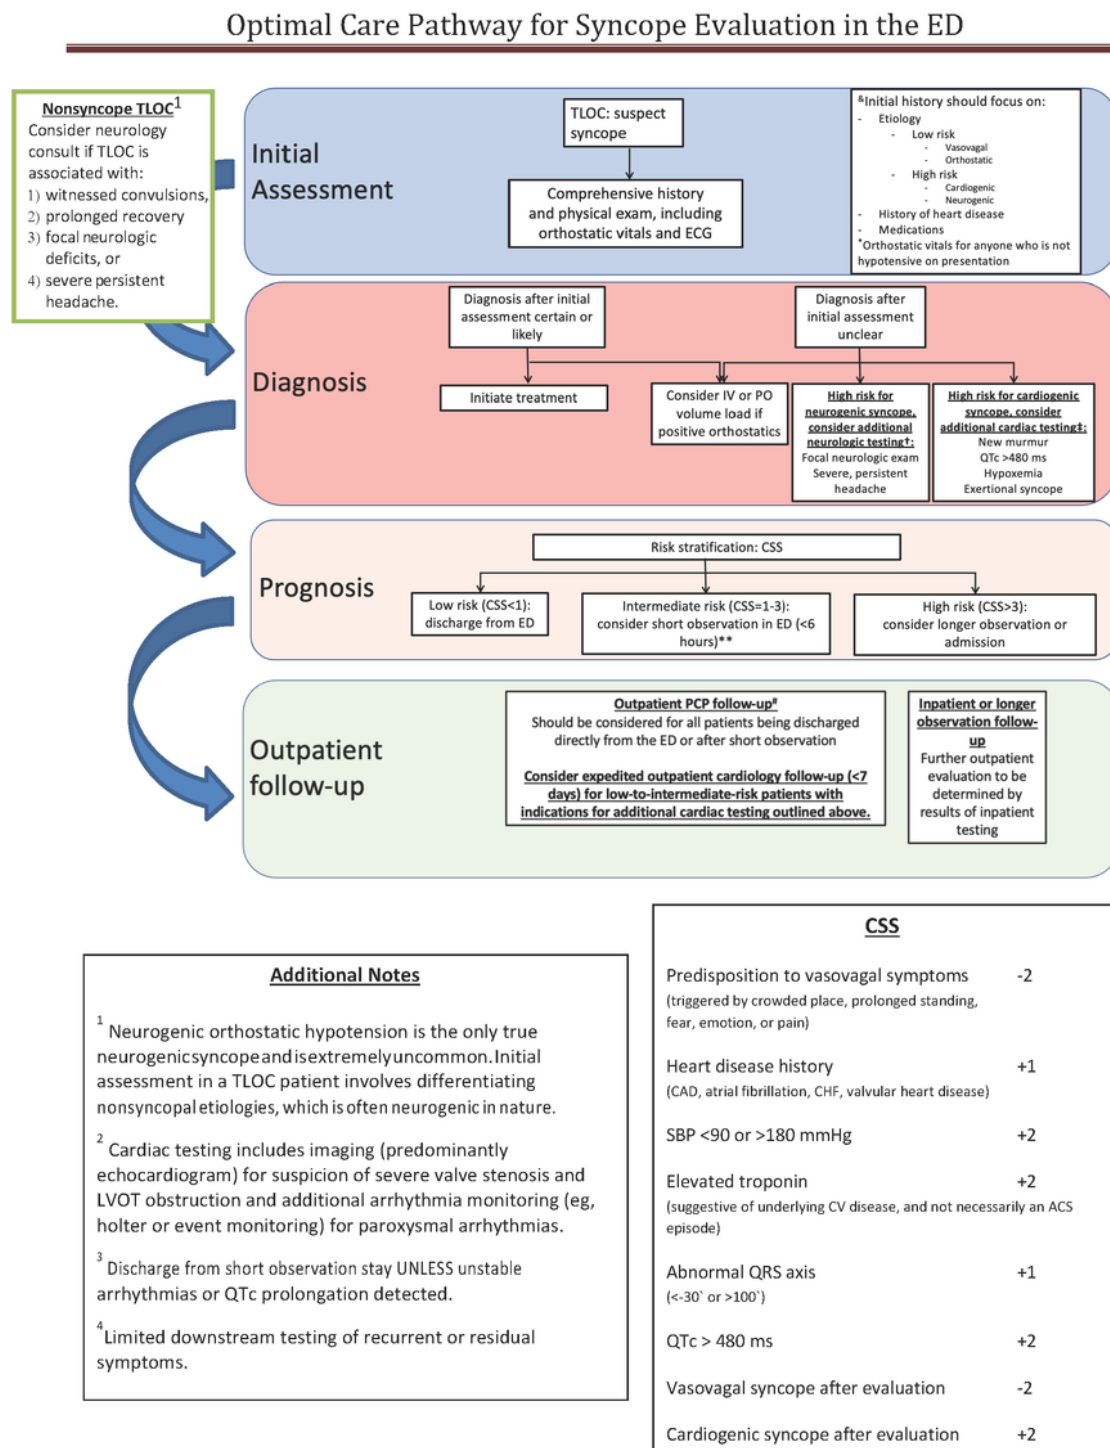 Optimal Care Pathway for Syncope Evaluation in the ED
Nonsyncope TLOC1
Consider neurology
consult if TLOC is
associated with:
1) witnessed convulsions,
2) prolonged recovery
3) focal neurologic
deficits, or
4) severe persistent
headache.
Initial
Assessment
TLOC: suspect
syncope
Comprehensive history
and physical exam, including
orthostatic vitals and ECG
&Initial history should focus on:
- Etiology
- Low risk
- Vasovagal
- Orthostatic
- High risk
- Cardiogenic
- Neurogenic
- History of heart disease
- Medications
*Orthostatic vitals for anyone who is not
hypotensive on presentation
Diagnosis
Diagnosis after initial
assessment certain or
likely
Diagnosis after
initial assessment
unclear
Initiate treatment
Consider IV or PO
volume load if
positive orthostatics
High risk for
neurogenic syncope,
consider additional
neurologic testing†:
Focal neurologic exam
Severe, persistent
headache
High risk for cardiogenic
syncope, consider
additional cardiac testing‡:
New murmur
QTc >480 ms
Hypoxemia
Exertional syncope
Prognosis
Risk stratification: CSS
Low risk (CSS<1):
discharge from ED
Intermediate risk (CSS=1-3):
consider short observation in ED (<6
hours)**
High risk (CSS>3):
consider longer observation or
admission
Outpatient
follow-up
Outpatient PCP follow-up#
Should be considered for all patients being discharged
directly from the ED or after short observation
Consider expedited outpatient cardiology follow-up (<7
days) for low-to-intermediate-risk patients with
indications for additional cardiac testing outlined above.
Inpatient or longer
observation follow-
up
Further outpatient
evaluation to be
determined by
results of inpatient
testing
Additional Notes
1 Neurogenic orthostatic hypotension is the only true
neurogenic syncope and is extremely uncommon. Initial
assessment in a TLOC patient involves differentiating
nonsyncopal etiologies, which is often neurogenic in nature.
2 Cardiac testing includes imaging (predominantly
echocardiogram) for suspicion of severe valve stenosis and
LVOT obstruction and additional arrhythmia monitoring (eg,
holter or event monitoring) for paroxysmal arrhythmias.
3 Discharge from short observation stay UNLESS unstable
arrhythmias or QTc prolongation detected.
4 Limited downstream testing of recurrent or residual
symptoms.
CSS
Predisposition to vasovagal symptoms -2
(triggered by crowded place, prolonged standing,
fear, emotion, or pain)
Heart disease history +1
(CAD, atrial fibrillation, CHF, valvular heart disease)
SBP <90 or >180 mmHg +2
Elevated troponin +2
(suggestive of underlying CV disease, and not necessarily an ACS
episode)
Abnormal QRS axis +1
(<-30` or >100`)
QTc > 480 ms +2
Vasovagal syncope after evaluation -2
Cardiogenic syncope after evaluation +2